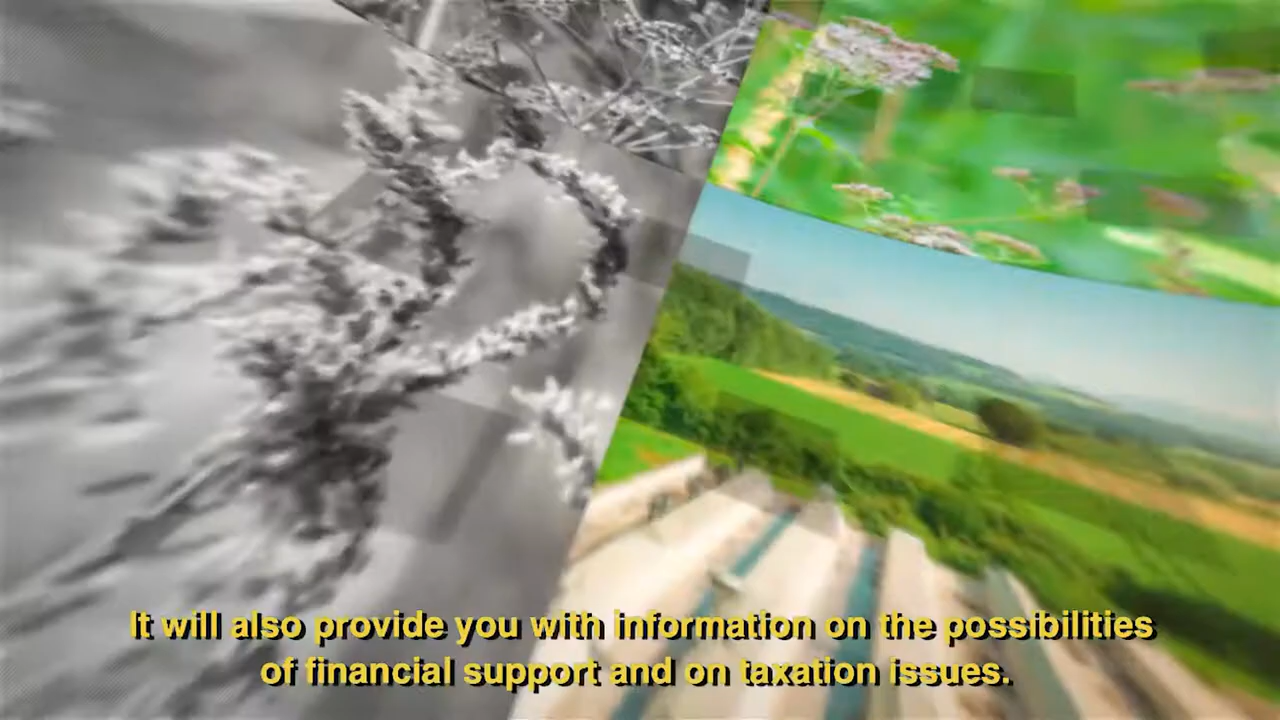 It will also provide you with information on the possibilities
of financial support and on taxation issues.